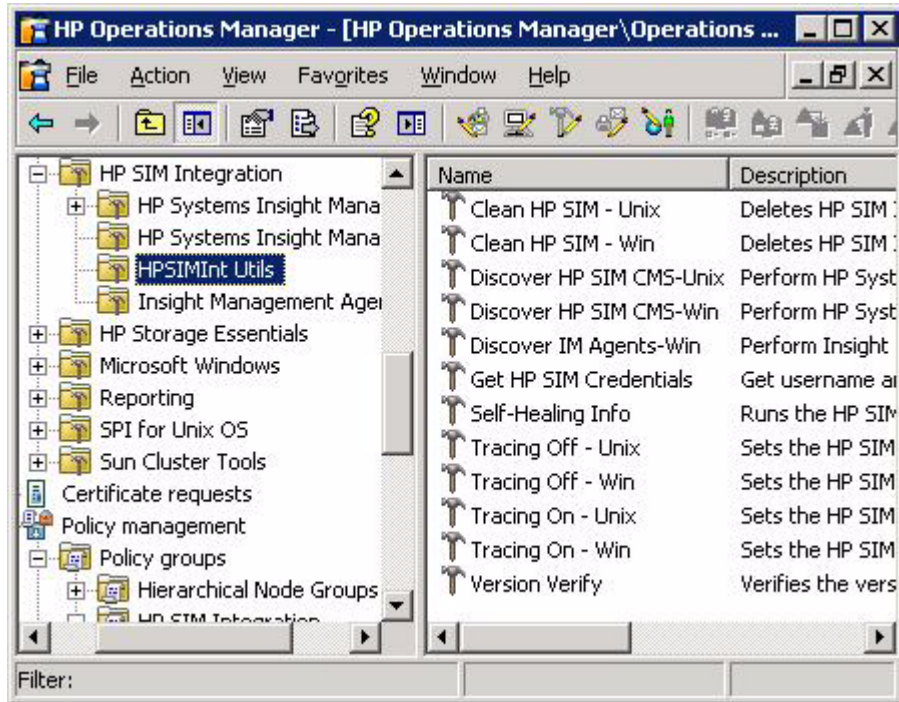 HP Operations Manager - [HP Operations Manager\Operations ...
File Action View Favorites Window Help
HP SIM Integration
HP Systems Insight Mana
HP Systems Insight Mana
HPSIMInt Utils
Insight Management Ager
HP Storage Essentials
Microsoft Windows
Reporting
SPI for Unix OS
Sun Cluster Tools
Certificate requests
Policy management
Policy groups
Hierarchical Node Groups
HP SIM Integration
Name Description
Clean HP SIM - Unix Deletes HP SIM
Clean HP SIM - Win Deletes HP SIM
Discover HP SIM CMS-Unix Perform HP Syst
Discover HP SIM CMS-Win Perform HP Syst
Discover IM Agents-Win Perform Insight
Get HP SIM Credentials Get username a
Self-Healing Info Runs the HP SIM
Tracing Off - Unix Sets the HP SIM
Tracing Off - Win Sets the HP SIM
Tracing On - Unix Sets the HP SIM
Tracing On - Win Sets the HP SIM
Version Verify Verifies the vers
Filter: